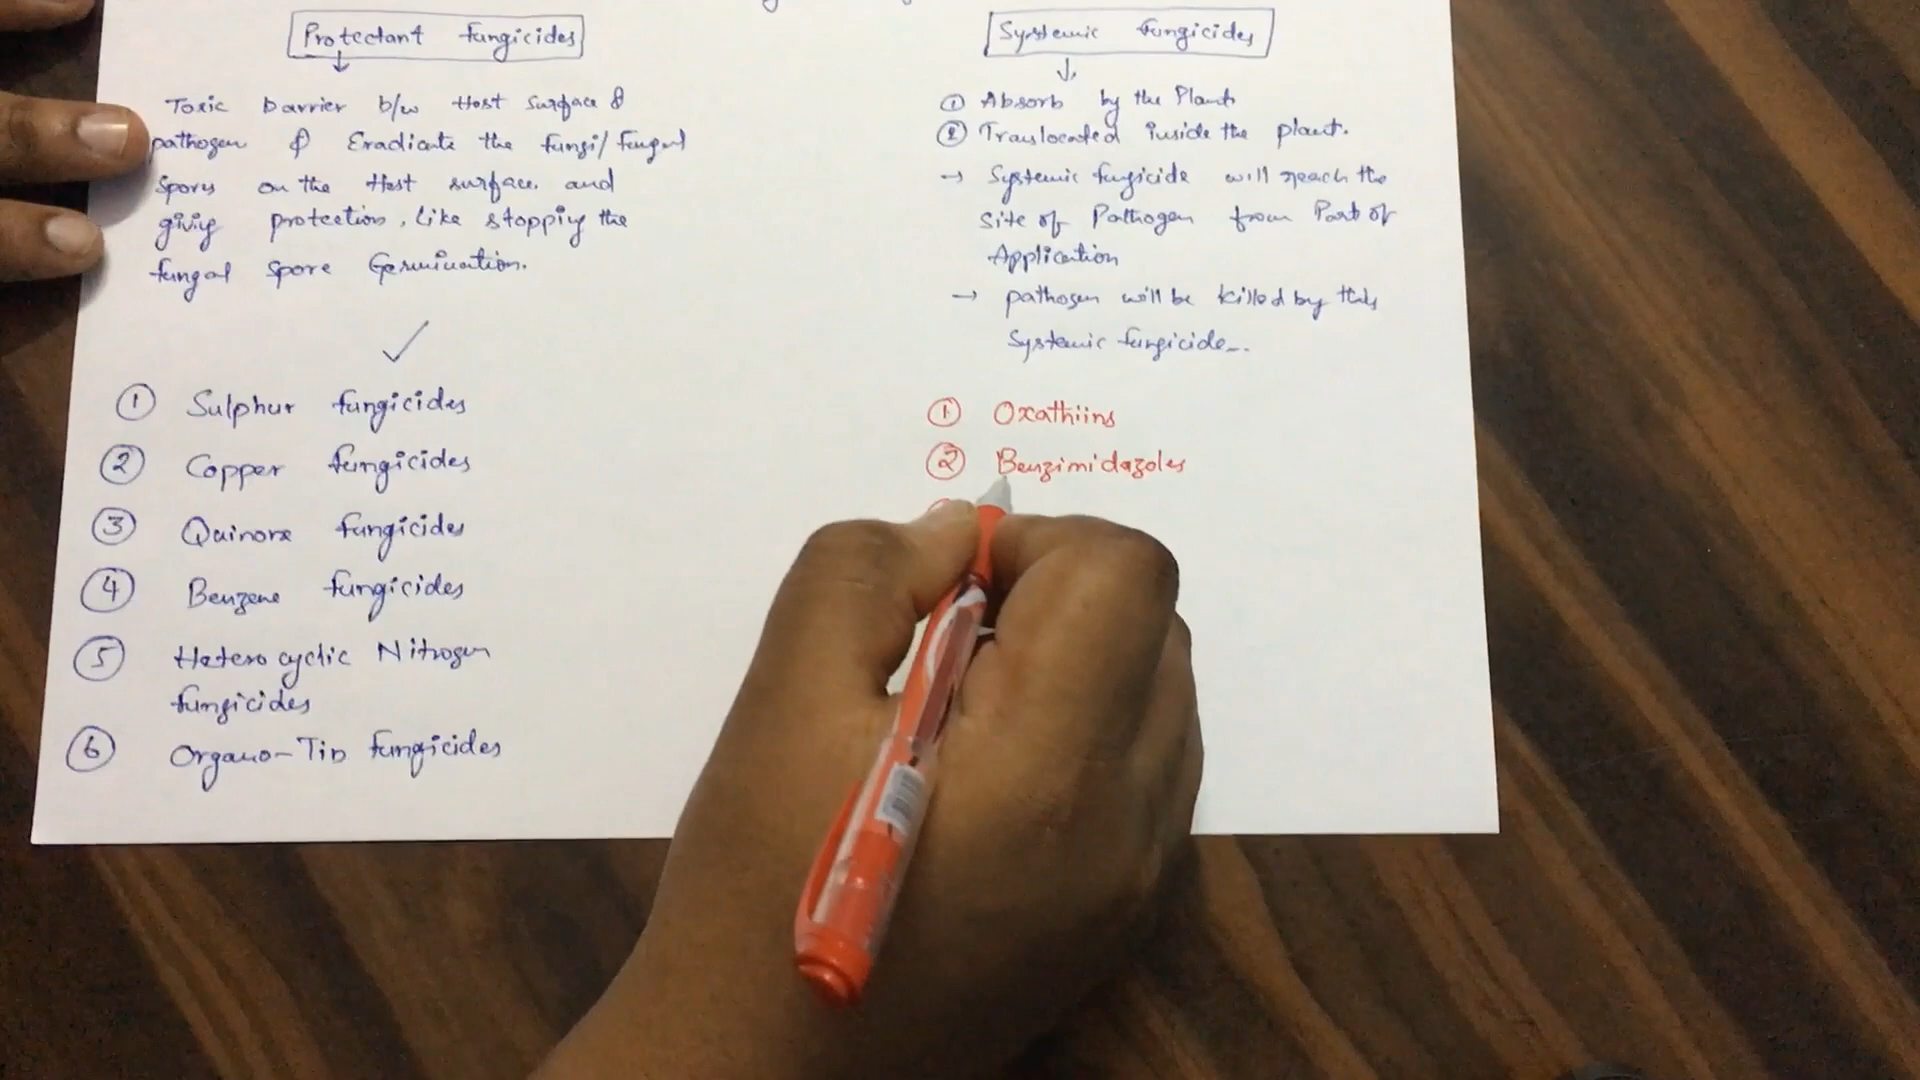 Protectant fungicides
↓
Toxic barrier b/w Host surface &
pathogen & Eradicate the fungi/fungal
spores on the Host surface and
giving protection, like stopping the
fungal spore Germination.
① Sulphur fungicides
② Copper fungicides
③ Quinone fungicides
④ Benzene fungicides
⑤ Heterocyclic Nitrogen
fungicides
⑥ Organo-Tin fungicides
Systemic fungicides
↓
① Absorb by the Plant
② Translocated inside the plant.
→ Systemic fungicide will reach the
site of Pathogen from Part of
Application
→ pathogen will be killed by this
Systemic fungicide...
① Oxathiins
② Benzimidazoles